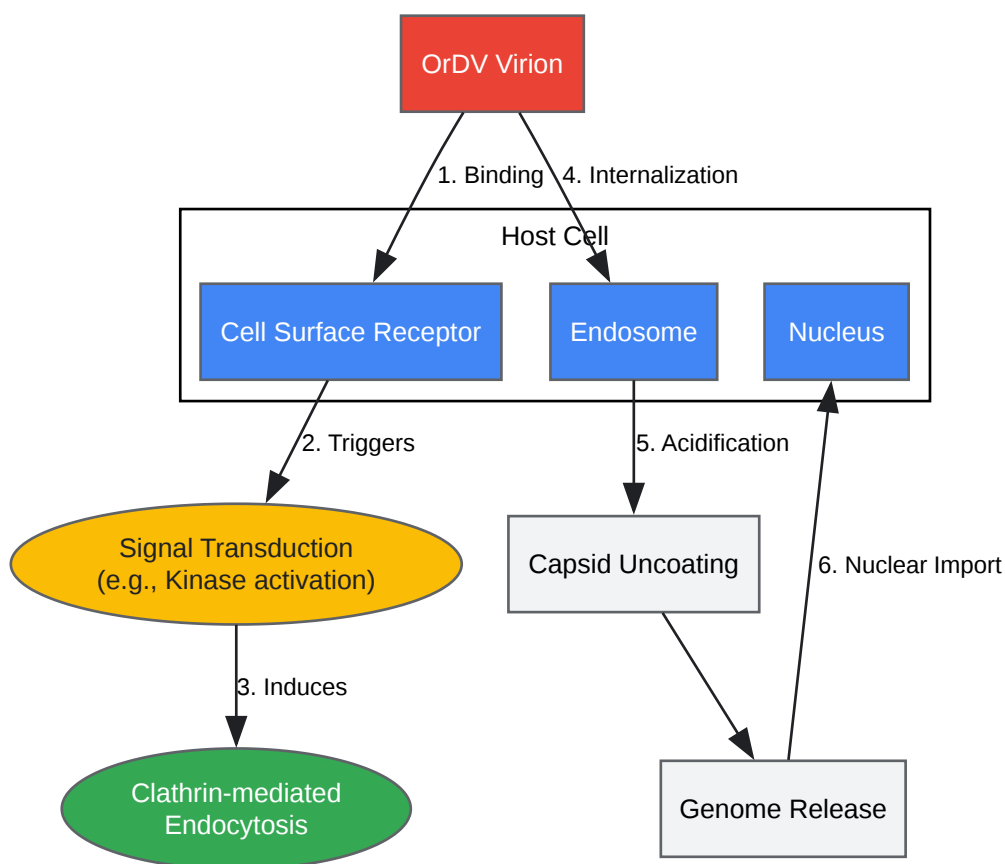 OrDV Virion
1. Binding
4. Internalization
Host Cell
Cell Surface Receptor
Endosome
Nucleus
2. Triggers
5. Acidification
Signal Transduction
(e.g., Kinase activation)
Capsid Uncoating
6. Nuclear Import
3. Induces
Clathrin-mediated
Endocytosis
Genome Release